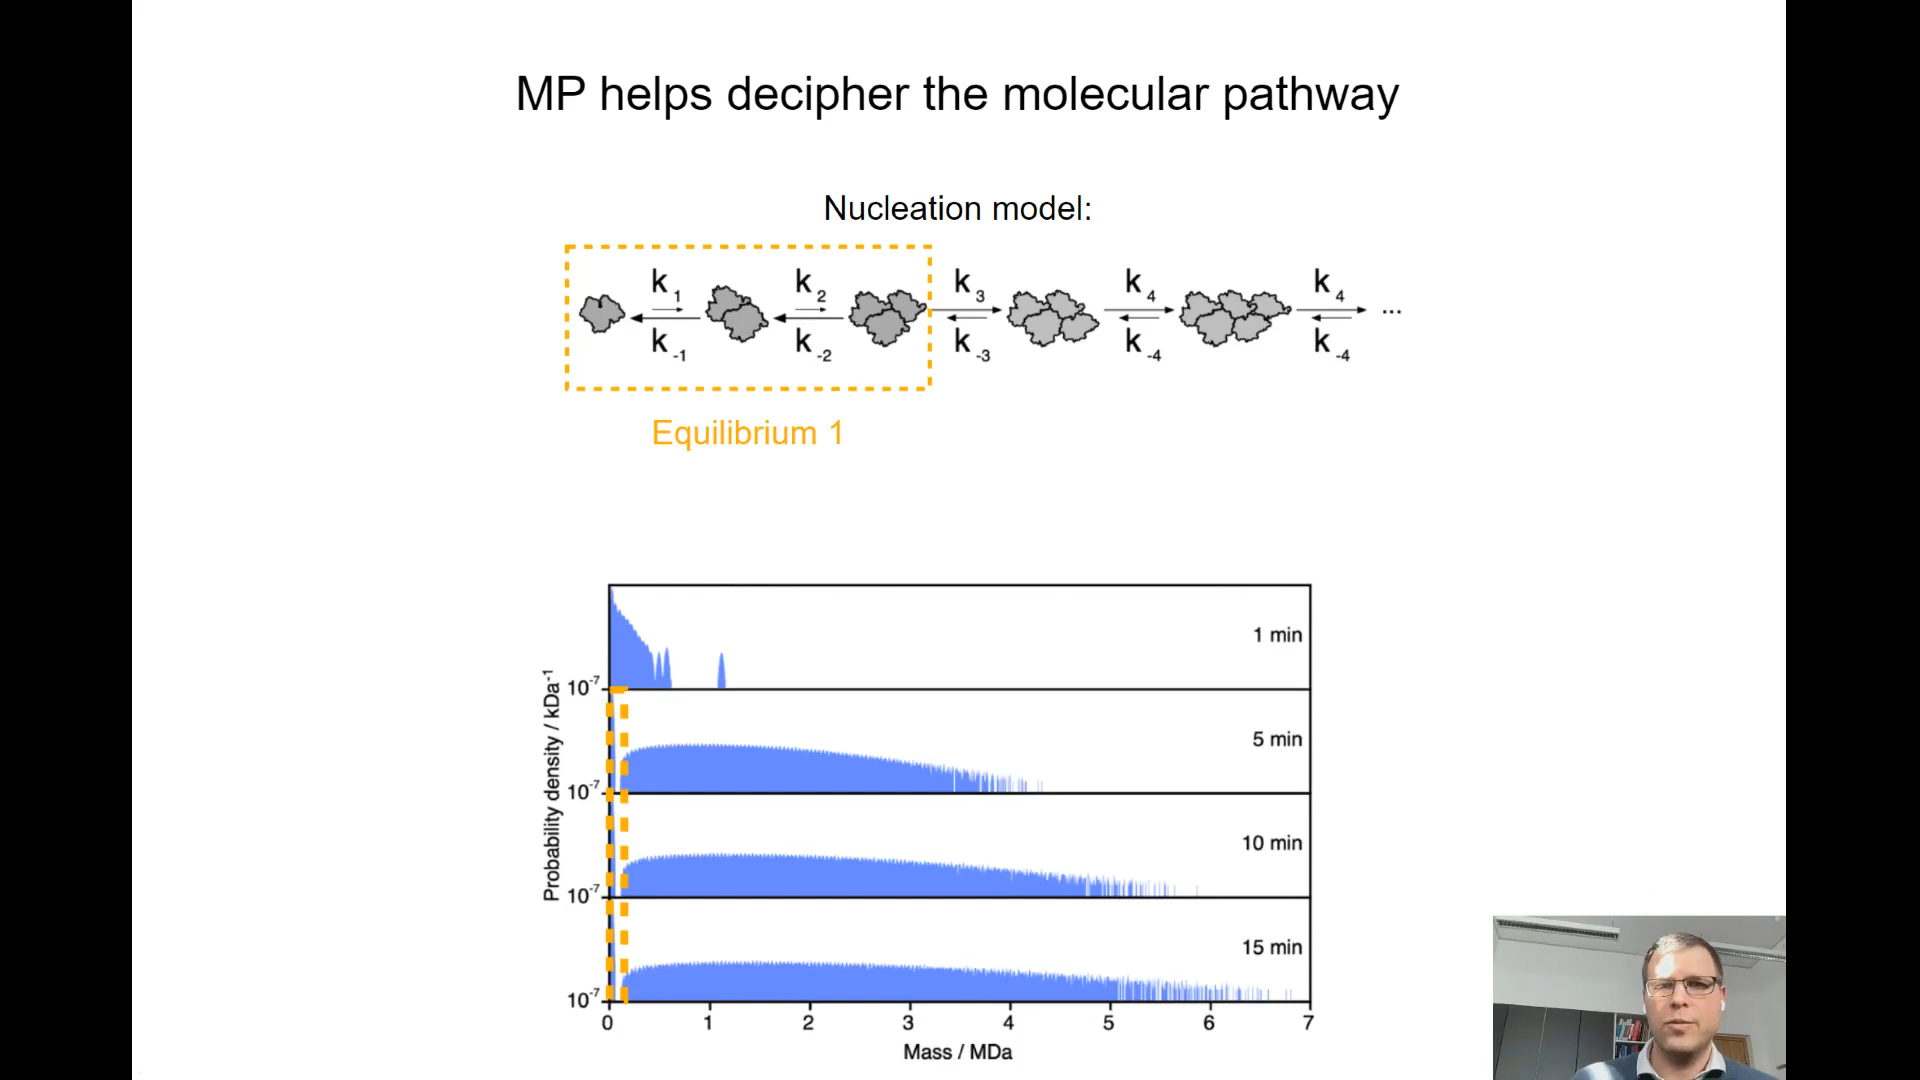 MP helps decipher the molecular pathway
Nucleation model:
k1 k2 k3 k4 k4
...
k-1 k-2 k-3 k-4 k-4
Equilibrium 1
Probability density / kDa-1
1 min
10-7
5 min
10-7
10 min
10-7
15 min
10-7
0 1 2 3 4 5 6 7
Mass / MDa